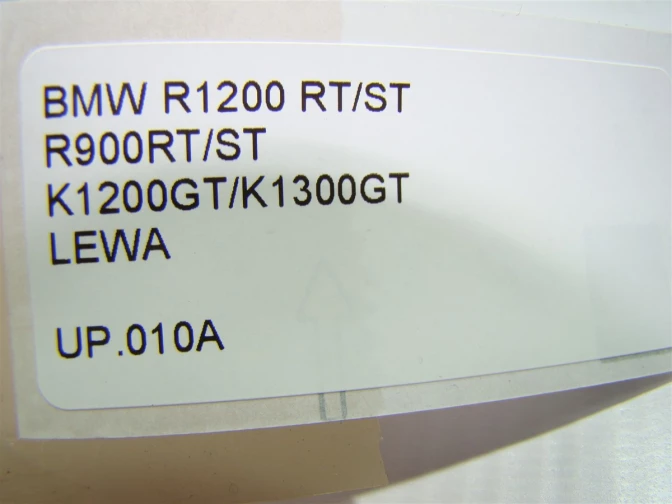 BMW R1200 RT/ST
R900RT/ST
K1200GT/K1300GT
LEWA
UP.010A